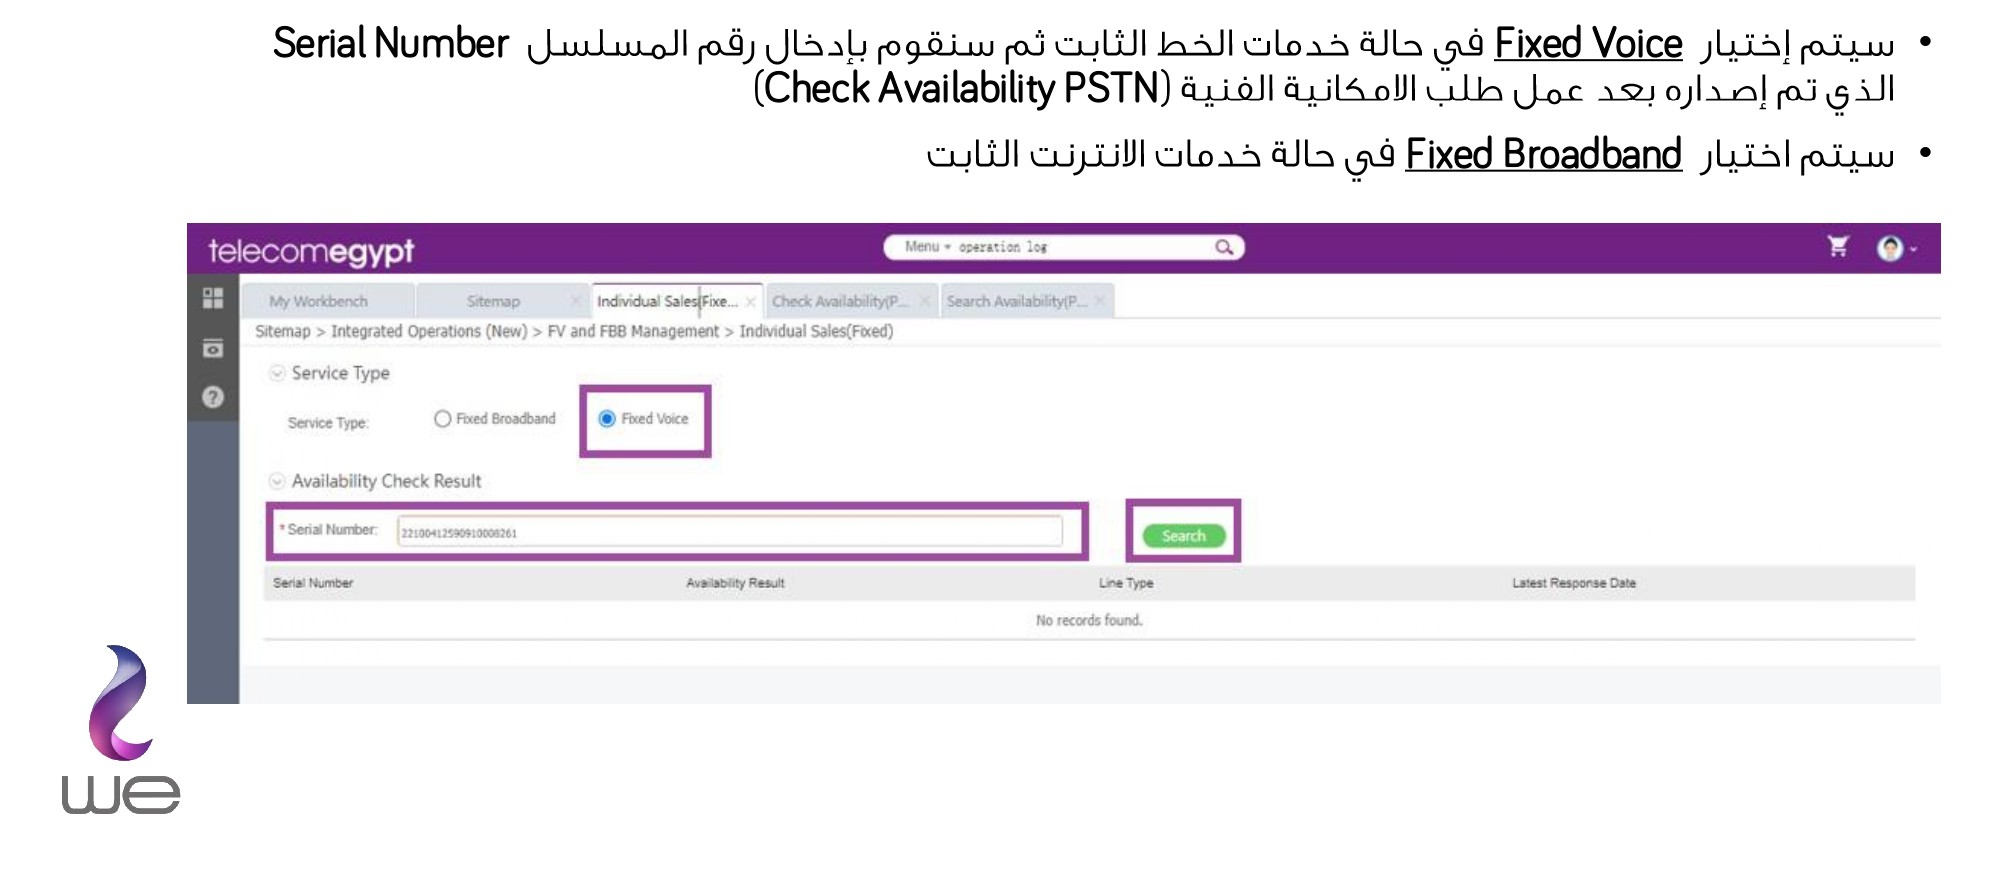 • سيتم إختيار Fixed Voice في حالة خدمات الخط الثابت ثم سنقوم بإدخال رقم المسلسل Serial Number
الذي تم إصداره بعد عمل طلب الامكانية الفنية (Check Availability PSTN)
• سيتم اختيار Fixed Broadband في حالة خدمات الانترنت الثابت
telecomegypt
Menu operation log
My Workbench Sitemap Individual Sales(Fixe... Check Availability(P... Search Availability(P...
Sitemap > Integrated Operations (New) > FV and FBB Management > Individual Sales(Fixed)
Service Type
Service Type: Fixed Broadband Fixed Voice
Availability Check Result
* Serial Number: 22100412590910008261 Search
Serial Number Availability Result Line Type Latest Response Date
No records found.
we